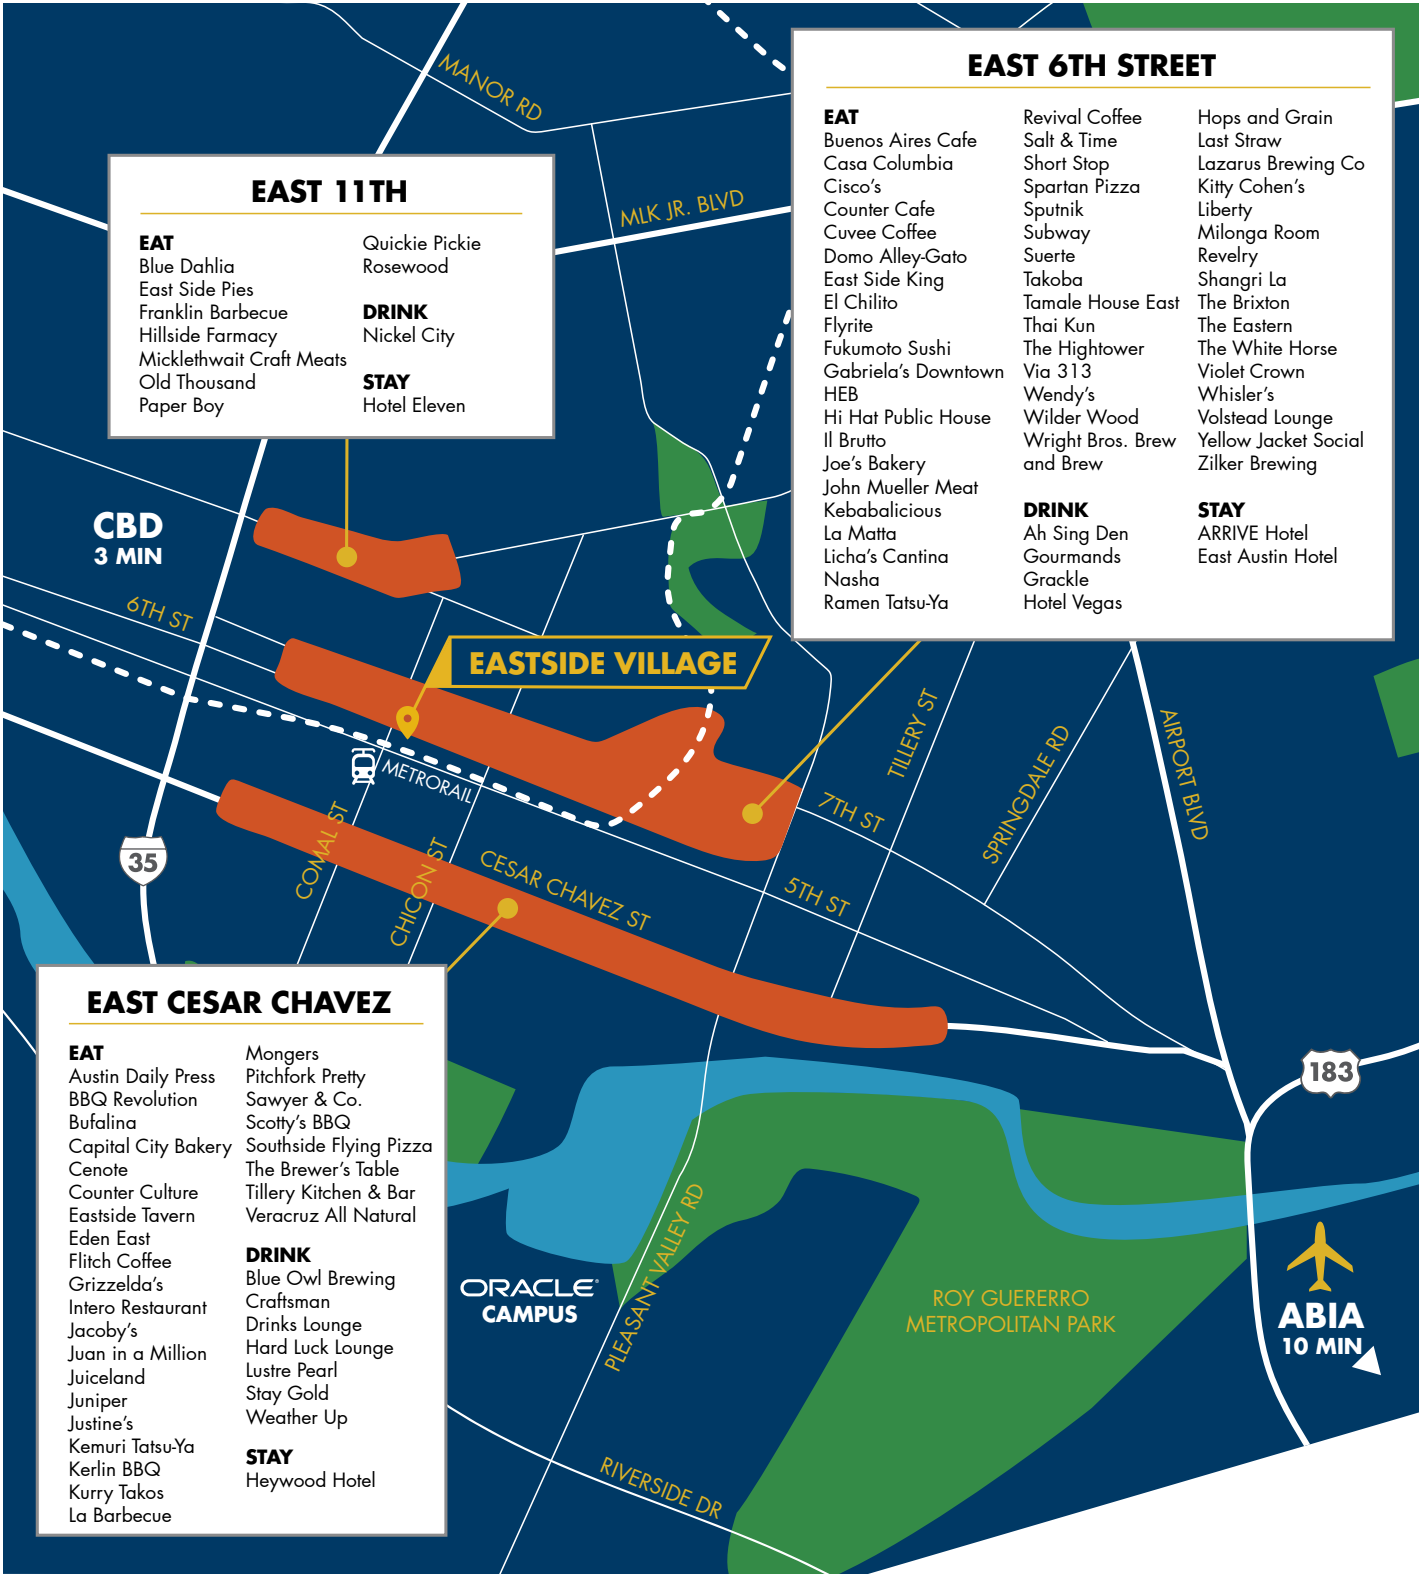 MANOR RD
MLK JR. BLVD
EAST 11TH
EAT
Blue Dahlia
East Side Pies
Franklin Barbecue
Hillside Farmacy
Micklethwait Craft Meats
Old Thousand
Paper Boy
Quickie Pickie
Rosewood
DRINK
Nickel City
STAY
Hotel Eleven
EAST 6TH STREET
EAT
Buenos Aires Cafe
Casa Columbia
Cisco's
Counter Cafe
Cuvee Coffee
Domo Alley-Gato
East Side King
El Chilito
Flyrite
Fukumoto Sushi
Gabriela's Downtown
HEB
Hi Hat Public House
Il Brutto
Joe's Bakery
John Mueller Meat
Kebabalicious
La Matta
Licha's Cantina
Nasha
Ramen Tatsu-Ya
Revival Coffee
Salt & Time
Short Stop
Spartan Pizza
Sputnik
Subway
Suerte
Takoba
Tamale House East
Thai Kun
The Hightower
Via 313
Wendy's
Wilder Wood
Wright Bros. Brew
and Brew
DRINK
Ah Sing Den
Gourmands
Grackle
Hotel Vegas
Hops and Grain
Last Straw
Lazarus Brewing Co
Kitty Cohen's
Liberty
Milonga Room
Revelry
Shangri La
The Brixton
The Eastern
The White Horse
Violet Crown
Whisler's
Volstead Lounge
Yellow Jacket Social
Zilker Brewing
STAY
ARRIVE Hotel
East Austin Hotel
CBD
3 MIN
6TH ST
EASTSIDE VILLAGE
METRORAIL
TILLERY ST
SPRINGDALE RD
AIRPORT BLVD
7TH ST
5TH ST
35
COMAL ST
CHICON ST
CESAR CHAVEZ ST
EAST CESAR CHAVEZ
EAT
Austin Daily Press
BBQ Revolution
Bufalina
Capital City Bakery
Cenote
Counter Culture
Eastside Tavern
Eden East
Flitch Coffee
Grizzelda's
Intero Restaurant
Jacoby's
Juan in a Million
Juiceland
Juniper
Justine's
Kemuri Tatsu-Ya
Kerlin BBQ
Kurry Takos
La Barbecue
Mongers
Pitchfork Pretty
Sawyer & Co.
Scotty's BBQ
Southside Flying Pizza
The Brewer's Table
Tillery Kitchen & Bar
Veracruz All Natural
DRINK
Blue Owl Brewing
Craftsman
Drinks Lounge
Hard Luck Lounge
Lustre Pearl
Stay Gold
Weather Up
STAY
Heywood Hotel
183
ORACLE®
CAMPUS
PLEASANT VALLEY RD
ROY GUERERRO
METROPOLITAN PARK
ABIA
10 MIN
RIVERSIDE DR